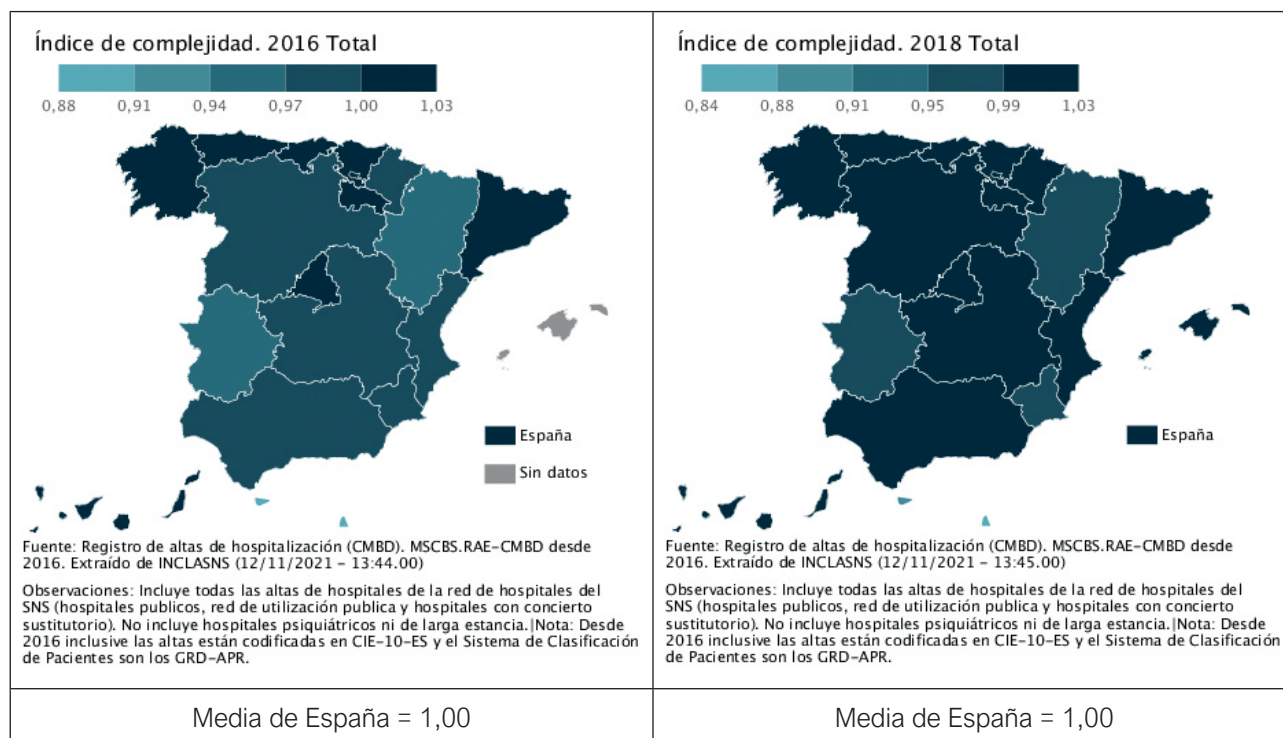 Índice de complejidad. 2016 Total
0,88 0,91 0,94 0,97 1,00 1,03
España
Sin datos
Fuente: Registro de altas de hospitalización (CMBD). MSCBS.RAE-CMBD desde
2016. Extraído de INCLASNS (12/11/2021 - 13:44.00)
Observaciones: Incluye todas las altas de hospitales de la red de hospitales del
SNS (hospitales publicos, red de utilización publica y hospitales con concierto
sustitutorio). No incluye hospitales psiquiátricos ni de larga estancia.|Nota: Desde
2016 inclusive las altas están codificadas en CIE-10-ES y el Sistema de Clasificación
de Pacientes son los GRD-APR.
Media de España = 1,00
Índice de complejidad. 2018 Total
0,84 0,88 0,91 0,95 0,99 1,03
España
Fuente: Registro de altas de hospitalización (CMBD). MSCBS.RAE-CMBD desde
2016. Extraído de INCLASNS (12/11/2021 - 13:45.00)
Observaciones: Incluye todas las altas de hospitales de la red de hospitales del
SNS (hospitales publicos, red de utilización publica y hospitales con concierto
sustitutorio). No incluye hospitales psiquiátricos ni de larga estancia.|Nota: Desde
2016 inclusive las altas están codificadas en CIE-10-ES y el Sistema de Clasificación
de Pacientes son los GRD-APR.
Media de España = 1,00